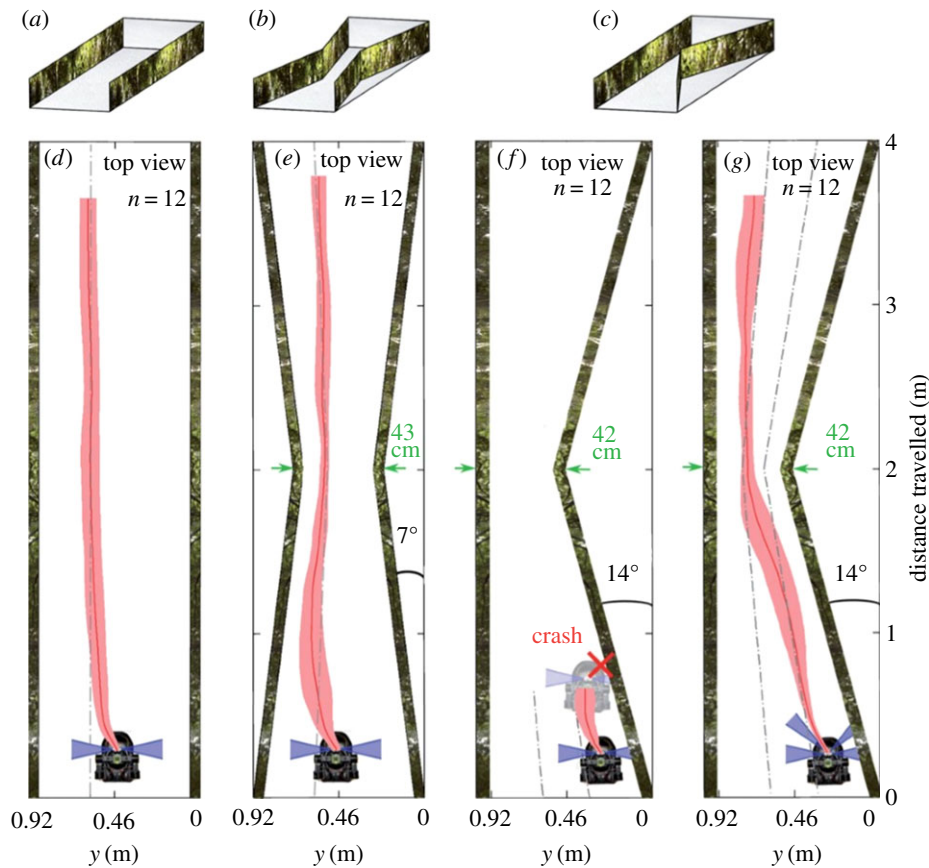 (a)
(b)
(c)
(d)
top view
n = 12
(e)
top view
n = 12
(f)
top view
n = 12
(g)
top view
n = 12
4
3
2
1
0
distance travelled (m)
43
cm
42
cm
42
cm
7°
14°
14°
crash
0.92
0.46
0
0.92
0.46
0
0.92
0.46
0
0.92
0.46
0
y (m)
y (m)
y (m)
y (m)